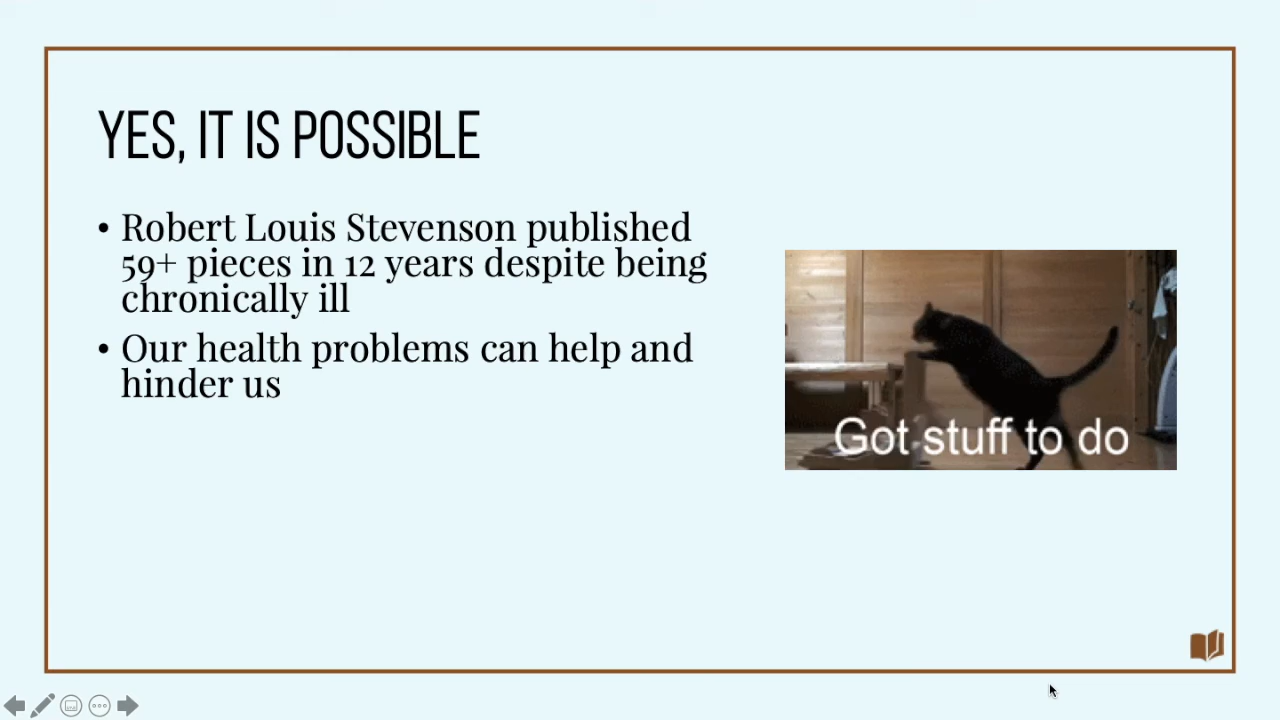 YES, IT IS POSSIBLE
• Robert Louis Stevenson published
59+ pieces in 12 years despite being
chronically ill
• Our health problems can help and
hinder us
Got stuff to do